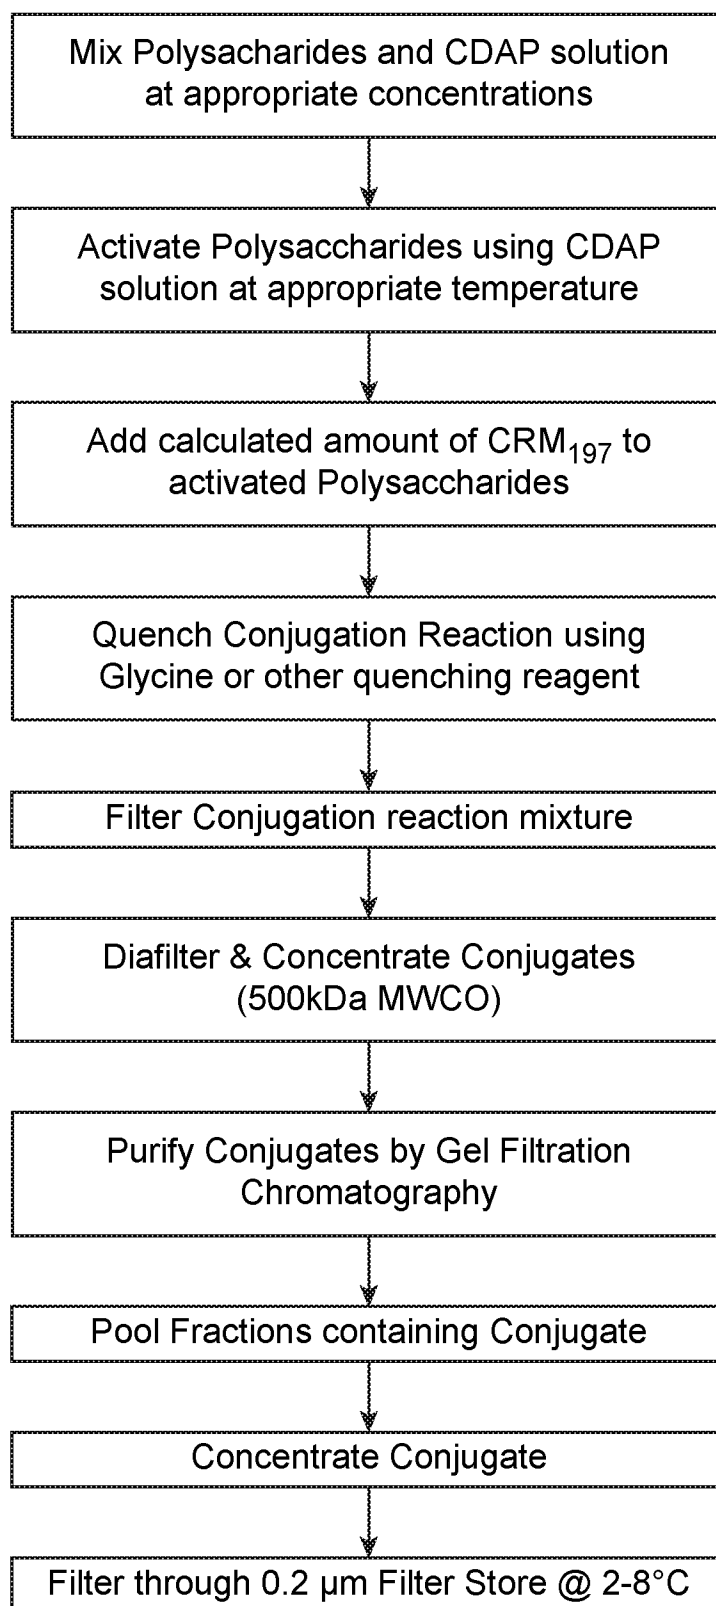 Mix Polysacharides and CDAP solution
at appropriate concentrations
Activate Polysaccharides using CDAP
solution at appropriate temperature
Add calculated amount of CRM₁₉₇ to
activated Polysaccharides
Quench Conjugation Reaction using
Glycine or other quenching reagent
Filter Conjugation reaction mixture
Diafilter & Concentrate Conjugates
(500kDa MWCO)
Purify Conjugates by Gel Filtration
Chromatography
Pool Fractions containing Conjugate
Concentrate Conjugate
Filter through 0.2 µm Filter Store @ 2-8°C